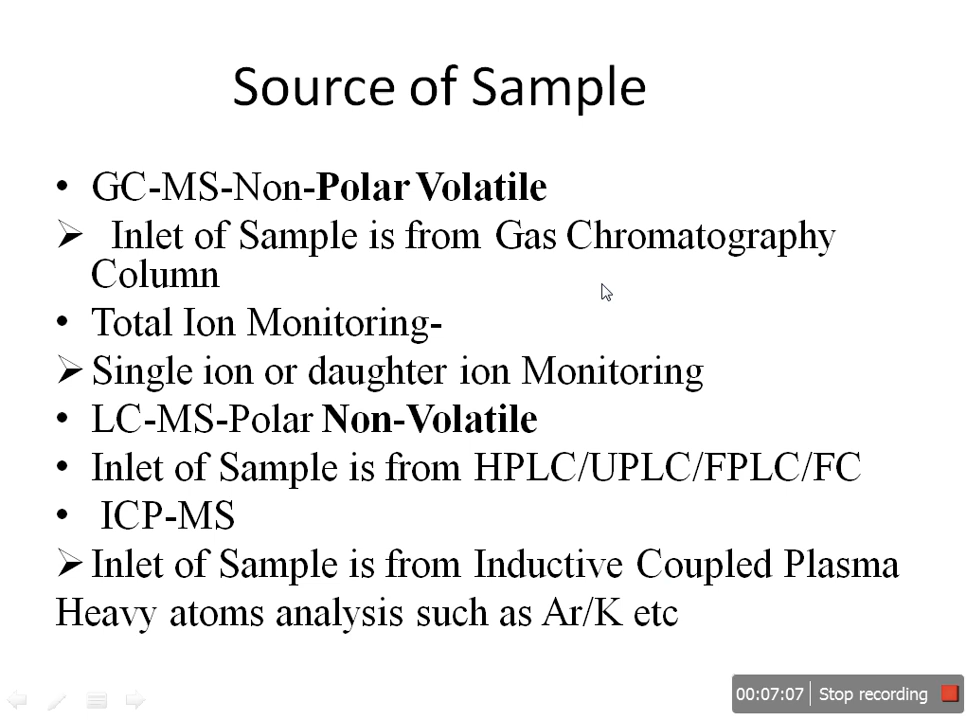 Source of Sample
• GC-MS-Non-Polar Volatile
➢ Inlet of Sample is from Gas Chromatography
Column
• Total Ion Monitoring-
➢ Single ion or daughter ion Monitoring
• LC-MS-Polar Non-Volatile
• Inlet of Sample is from HPLC/UPLC/FPLC/FC
• ICP-MS
➢ Inlet of Sample is from Inductive Coupled Plasma
Heavy atoms analysis such as Ar/K etc
00:07:07 Stop recording